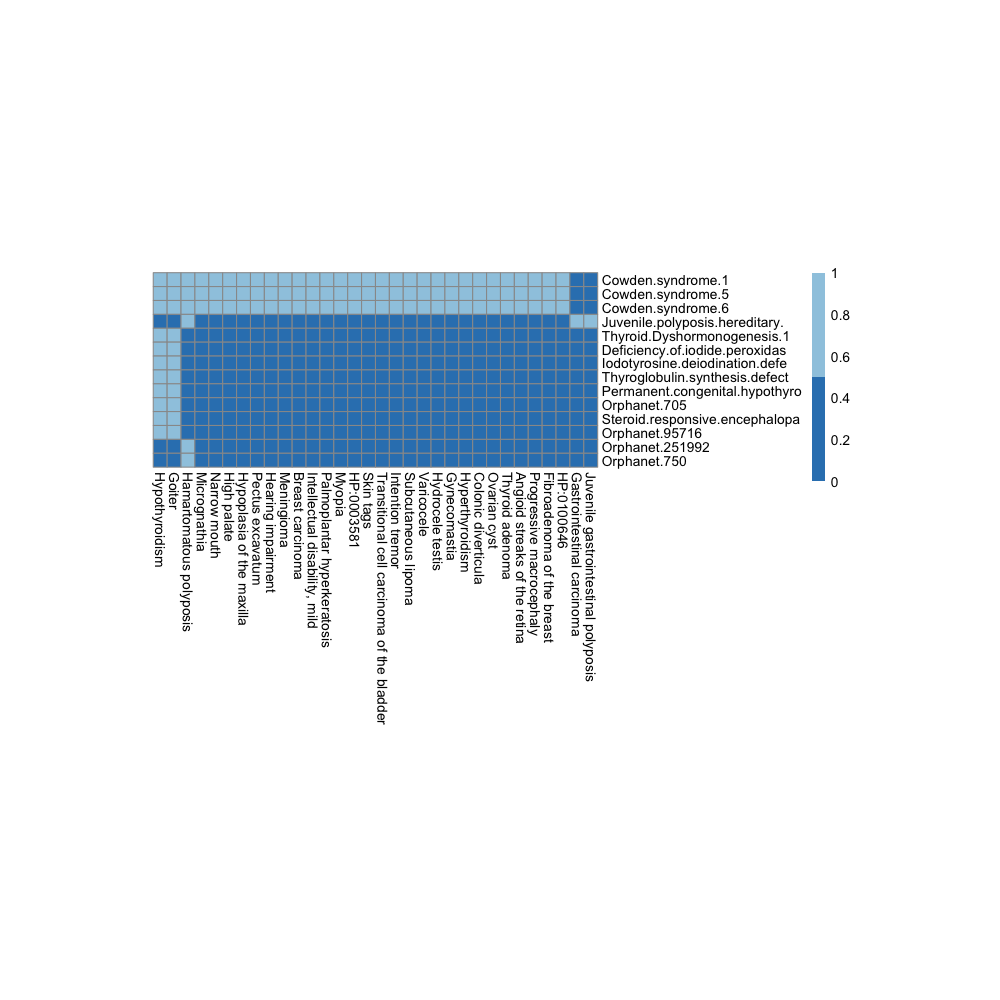 Cowden.syndrome.1
Cowden.syndrome.5
Cowden.syndrome.6
Juvenile.polyposis.hereditary.
Thyroid.Dyshormonogenesis.1
Deficiency.of.iodide.peroxidas
Iodotyrosine.deiodination.defe
Thyroglobulin.synthesis.defect
Permanent.congenital.hypothyro
Orphanet.705
Steroid.responsive.encephalopa
Orphanet.95716
Orphanet.251992
Orphanet.750
1
0.8
0.6
0.4
0.2
0
Hypothyroidism
Goiter
Hamartomatous polyposis
Micrognathia
Narrow mouth
High palate
Hypoplasia of the maxilla
Pectus excavatum
Hearing impairment
Meningioma
Breast carcinoma
Intellectual disability, mild
Palmoplantar hyperkeratosis
Myopia
HP:0003581
Skin tags
Transitional cell carcinoma of the bladder
Intention tremor
Subcutaneous lipoma
Varicocele
Hydrocele testis
Gynecomastia
Hyperthyroidism
Colonic diverticula
Ovarian cyst
Thyroid adenoma
Angioid streaks of the retina
Progressive macrocephaly
Fibroadenoma of the breast
HP:0100646
Gastrointestinal carcinoma
Juvenile gastrointestinal polyposis